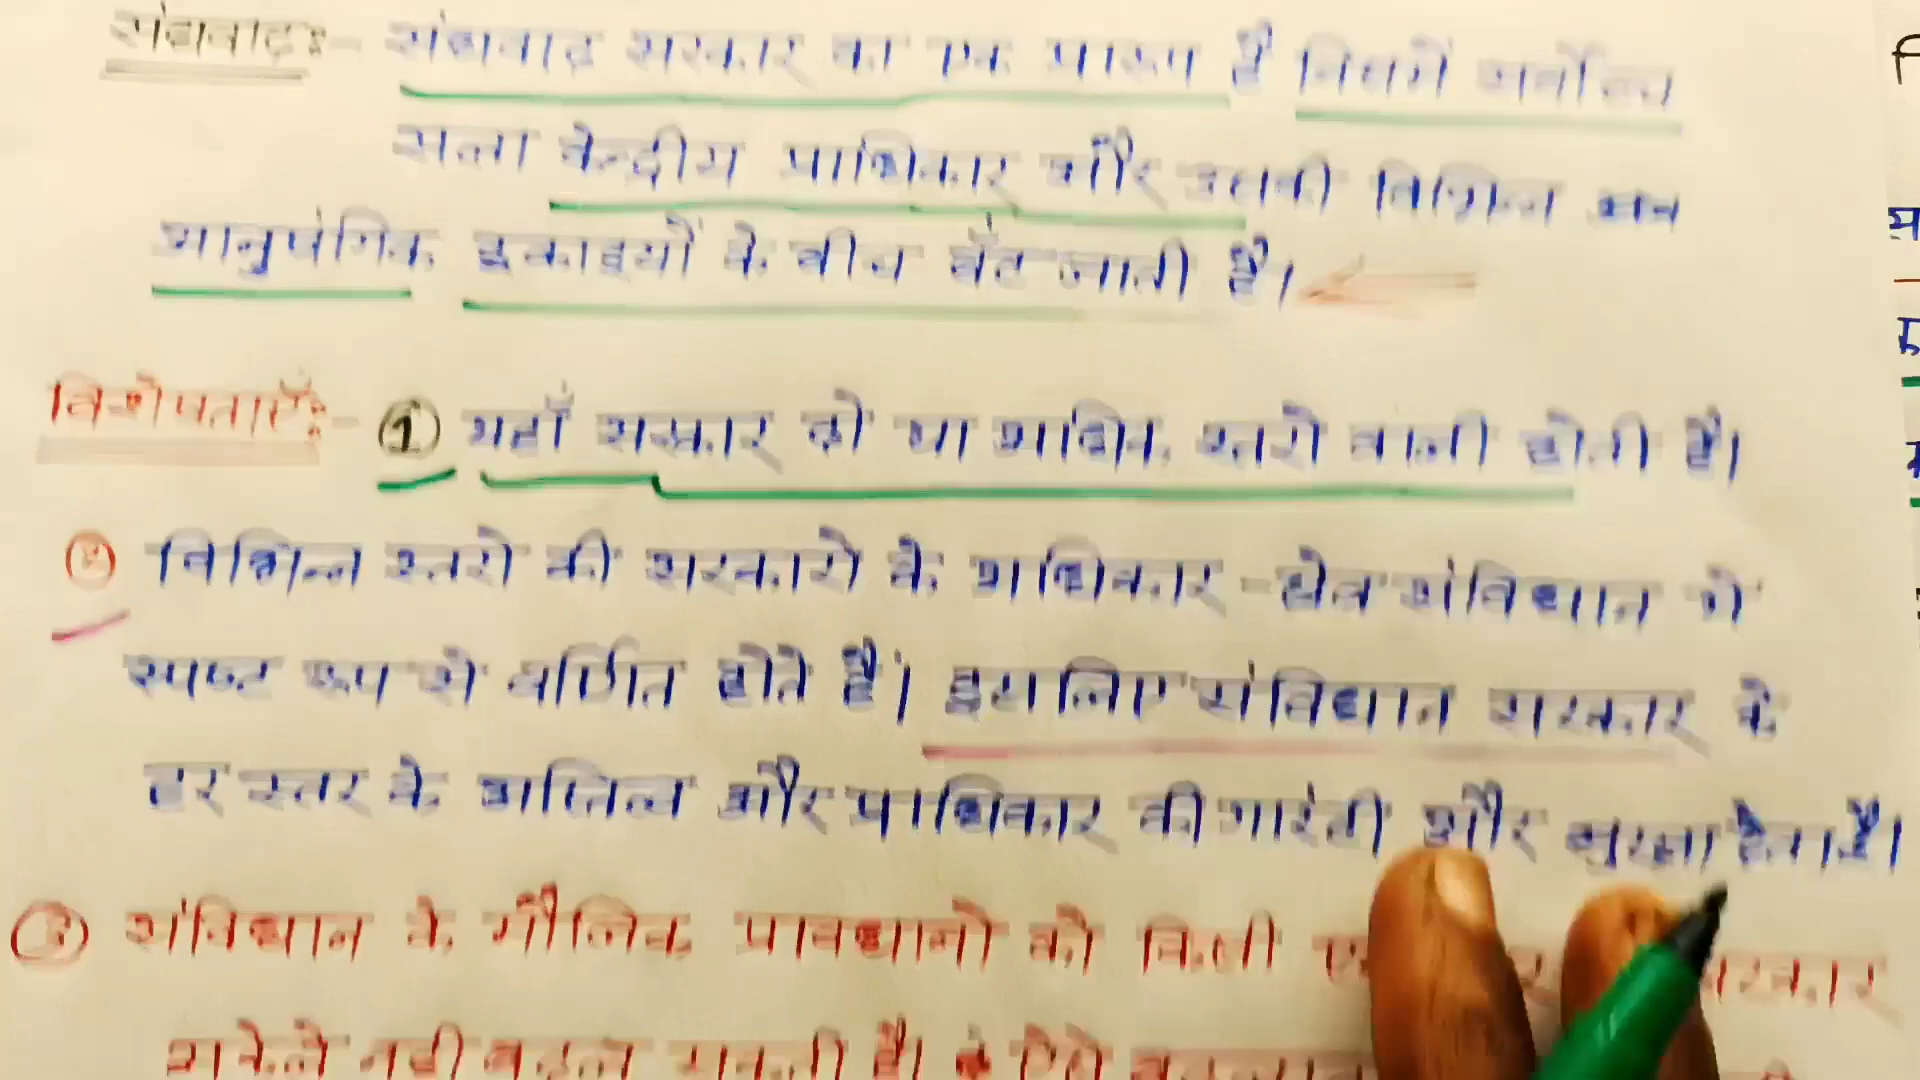 संघवाद:- संघवाद सरकार का एक प्रारूप है जिसमें सर्वोच्च
सत्ता केन्द्रीय प्राधिकार और उसकी विभिन्न
आनुषंगिक इकाइयों के बीच बँट जाती है।
विशेषताएँ:- ① यहाँ सरकार दो या अधिक स्तरों वाली होती है।
② विभिन्न स्तरो की सरकारो के अधिकार-क्षेत्र संविधान में
स्पष्ट रूप से वर्णित होते हैं। इसलिए संविधान सरकार के
हर स्तर के अस्तित्व और प्राधिकार की गारंटी और सुरक्षा देता है।
③ संविधान के मौलिक प्रावधानो को किसी सरकार
अकेले नही बदल सकती है। ऐसे